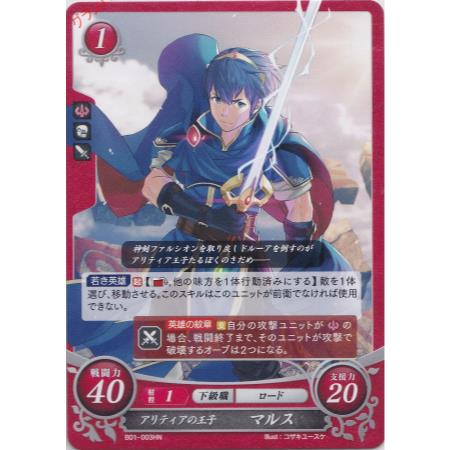 1
神剣ファルシオンを取り戻しドルーアを倒すのが
アリティア王子たるぼくのさだめ──
若き英雄 起 【 ,他の味方を1体行動済みにする】敵を1体
選び、移動させる。このスキルはこのユニットが前衛でなければ使用
できない。
英雄の紋章 支 自分の攻撃ユニットが の
場合、戦闘終了まで、そのユニットが攻撃で
破壊するオーブは2つになる。
戦闘力
40
射程 1 下級職 ロード
支援力
20
アリティアの王子 マルス
B01-003HN
Illust:コザキユースケ